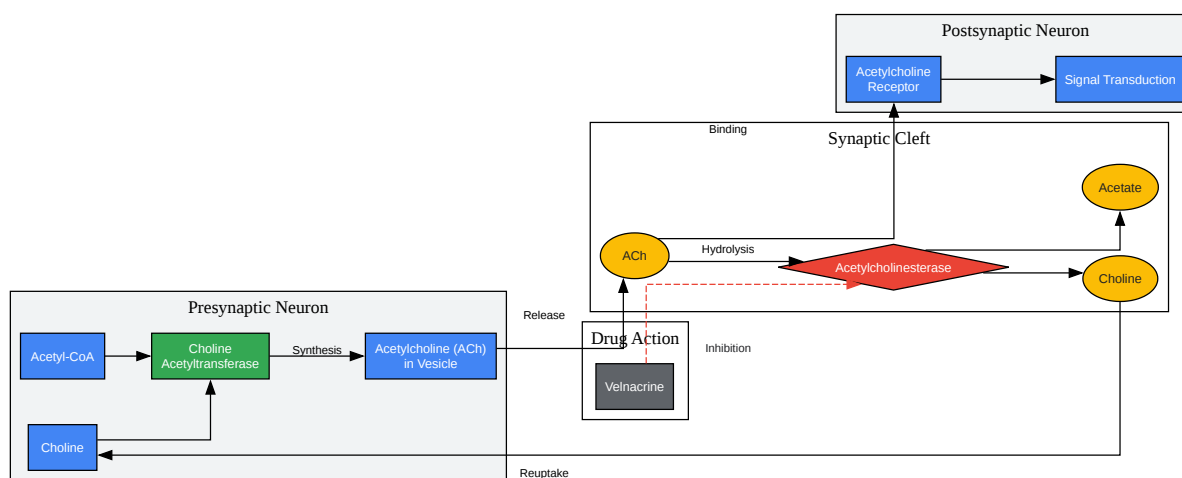 Postsynaptic Neuron
Acetylcholine
Receptor
Signal Transduction
Binding
Synaptic Cleft
Acetate
ACh
Hydrolysis
Acetylcholinesterase
Choline
Presynaptic Neuron
Release
Drug Action
Inhibition
Acetyl-CoA
Choline
Acetyltransferase
Synthesis
Acetylcholine (ACh)
in Vesicle
Velnacrine
Choline
Reuptake